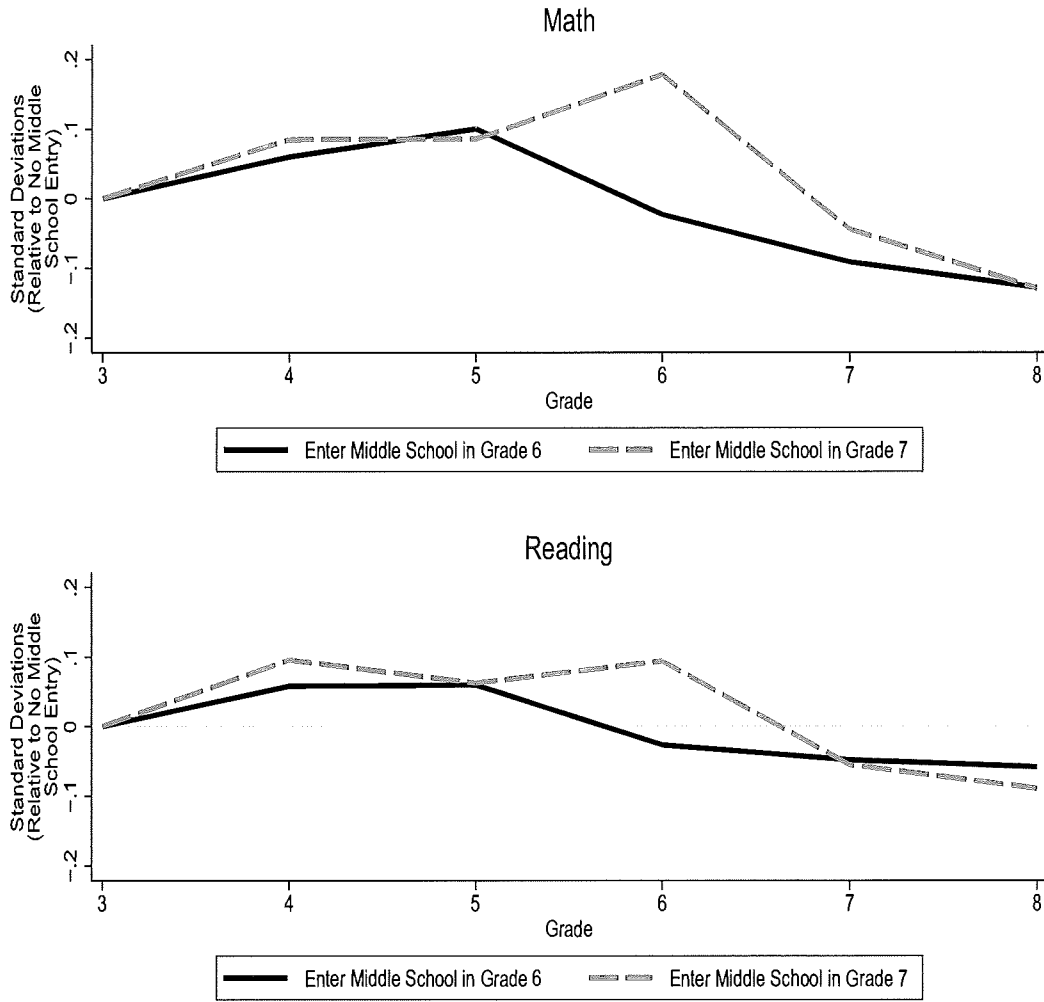 Math
Standard Deviations
(Relative to No Middle
School Entry)
.2
.1
0
-.1
-.2
3 4 5 6 7 8
Grade
Enter Middle School in Grade 6 Enter Middle School in Grade 7
Reading
Standard Deviations
(Relative to No Middle
School Entry)
.2
.1
0
-.1
-.2
3 4 5 6 7 8
Grade
Enter Middle School in Grade 6 Enter Middle School in Grade 7